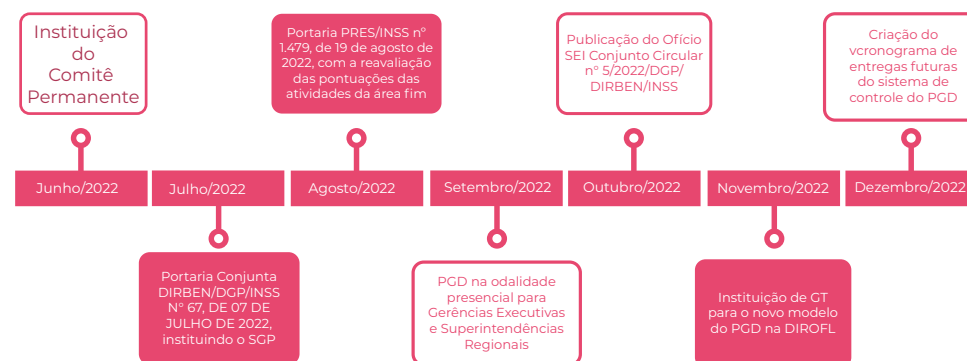 Instituição
do
Comitê
Permanente
Portaria PRES/INSS nº
1.479, de 19 de agosto de
2022, com a reavaliação
das pontuações das
atividades da área fim
Publicação do Ofício
SEI Conjunto Circular
nº 5/2022/DGP/
DIRBEN/INSS
Criação do
vcronograma de
entregas futuras
do sistema de
controle do PGD
Junho/2022
Julho/2022
Agosto/2022
Setembro/2022
Outubro/2022
Novembro/2022
Dezembro/2022
Portaria Conjunta
DIRBEN/DGP/INSS
Nº 67, DE 07 DE
JULHO DE 2022,
instituindo o SGP
PGD na odalidade
presencial para
Gerências Executivas
e Superintendências
Regionais
Instituição de GT
para o novo modelo
do PGD na DIROFL